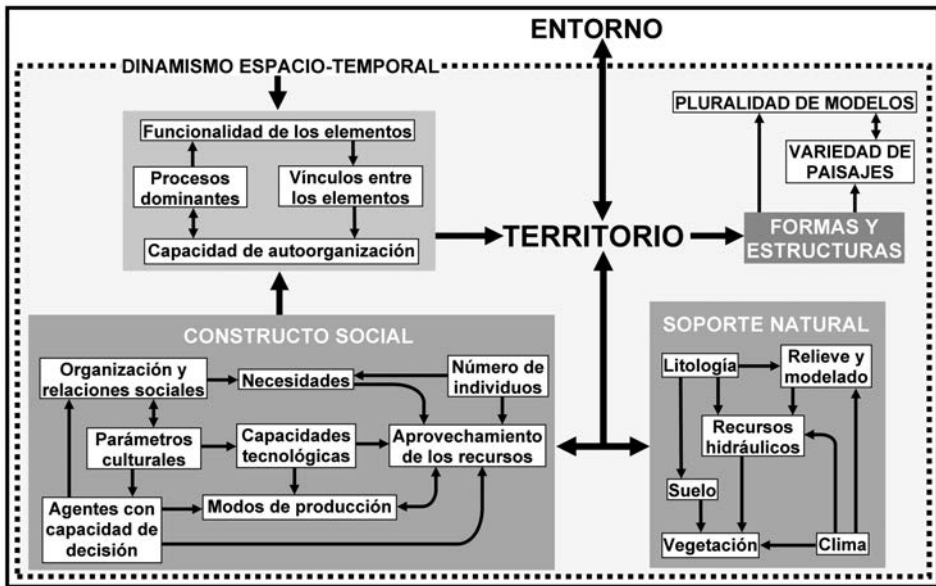 ENTORNO
DINAMISMO ESPACIO-TEMPORAL
Funcionalidad de los elementos
Procesos
dominantes
Vínculos entre
los elementos
Capacidad de autoorganización
TERRITORIO
PLURALIDAD DE MODELOS
VARIEDAD DE
PAISAJES
FORMAS Y
ESTRUCTURAS
CONSTRUCTO SOCIAL
Organización y
relaciones sociales
Necesidades
Número de
individuos
Parámetros
culturales
Capacidades
tecnológicas
Aprovechamiento
de los recursos
Agentes con
capacidad de
decisión
Modos de producción
SOPORTE NATURAL
Litología
Relieve y
modelado
Recursos
hidráulicos
Suelo
Vegetación
Clima